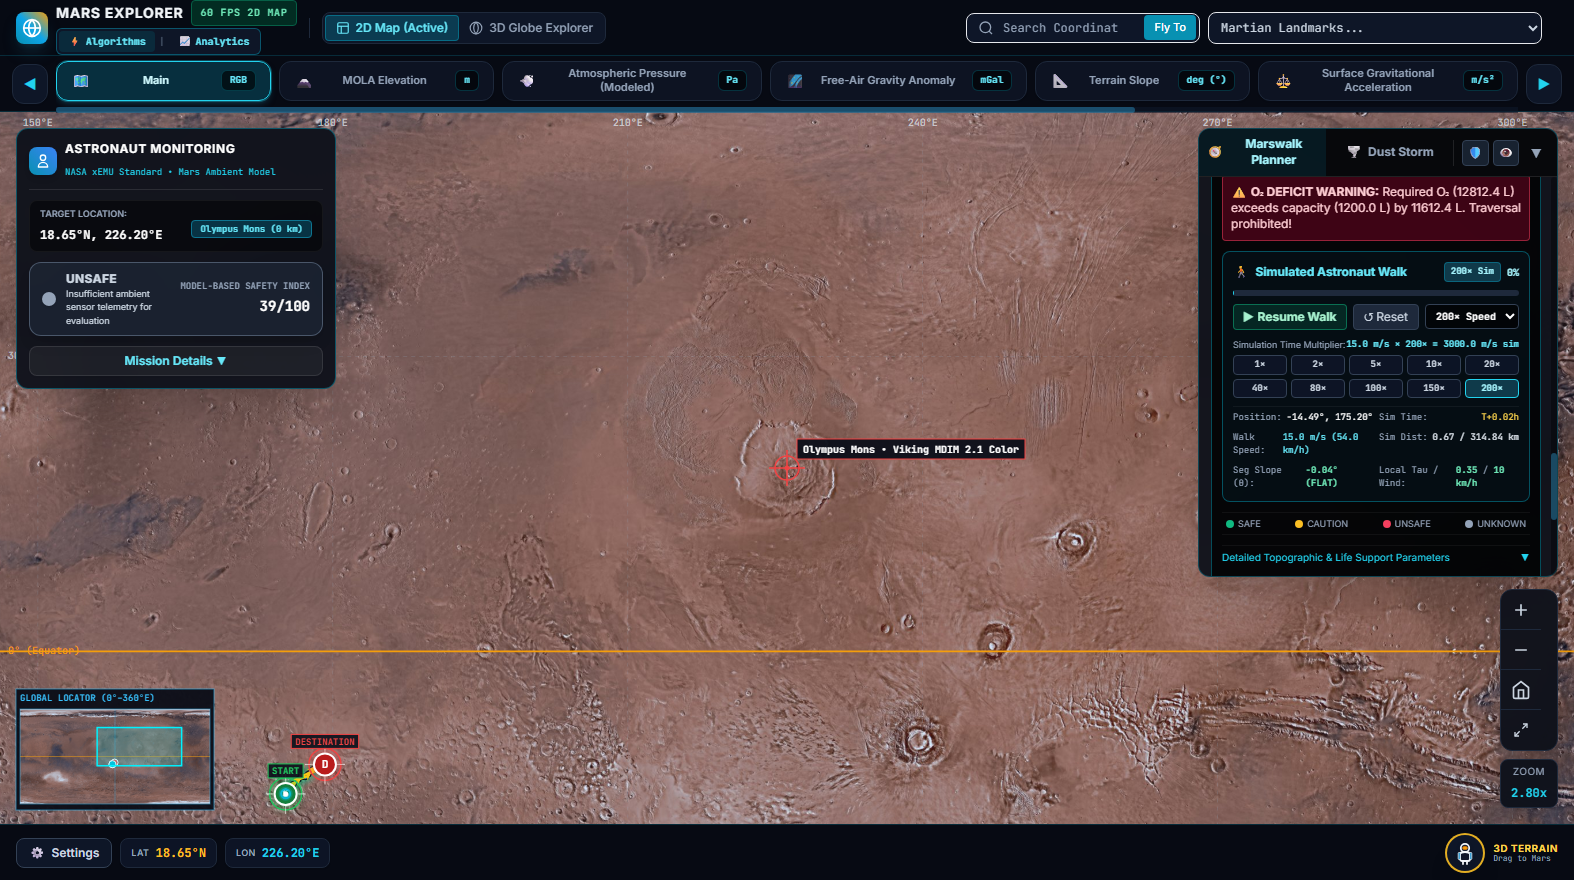 MARS EXPLORER
60 FPS 2D MAP
Algorithms | Analytics
2D Map (Active)
3D Globe Explorer
Search Coordinat
Fly To
Martian Landmarks...
◀
Main RGB
MOLA Elevation m
Atmospheric Pressure
(Modeled)
Pa
Free-Air Gravity Anomaly mGal
Terrain Slope deg (°)
Surface Gravitational
Acceleration
m/s²
▶
150°E
180°E
210°E
240°E
270°E
300°E
ASTRONAUT MONITORING
NASA xEMU Standard • Mars Ambient Model
TARGET LOCATION:
18.65°N, 226.20°E
Olympus Mons (0 km)
UNSAFE
Insufficient ambient
sensor telemetry for
evaluation
MODEL-BASED SAFETY INDEX
39/100
Mission Details ▼
Marswalk
Planner
Dust Storm
▼
⚠ O₂ DEFICIT WARNING: Required O₂ (12812.4 L)
exceeds capacity (1200.0 L) by 11612.4 L. Traversal
prohibited!
Simulated Astronaut Walk
200× Sim
0%
▶ Resume Walk
↺ Reset
200× Speed
Simulation Time Multiplier: 15.0 m/s × 200× = 3000.0 m/s sim
1× 2× 5× 10× 20×
40× 80× 100× 150× 200×
Position: -14.49°, 175.20° Sim Time: T+0.02h
Walk
Speed:
15.0 m/s (54.0
km/h)
Sim Dist: 0.67 / 314.84 km
Seg Slope
(θ):
-0.04°
(FLAT)
Local Tau /
Wind:
0.35 / 10
km/h
SAFE CAUTION UNSAFE UNKNOWN
Detailed Topographic & Life Support Parameters ▼
Olympus Mons • Viking MDIM 2.1 Color
0° (Equator)
GLOBAL LOCATOR (0°-360°E)
DESTINATION
D
START
+
−
ZOOM
2.80x
Settings
LAT 18.65°N
LON 226.20°E
3D TERRAIN
Drag to Mars